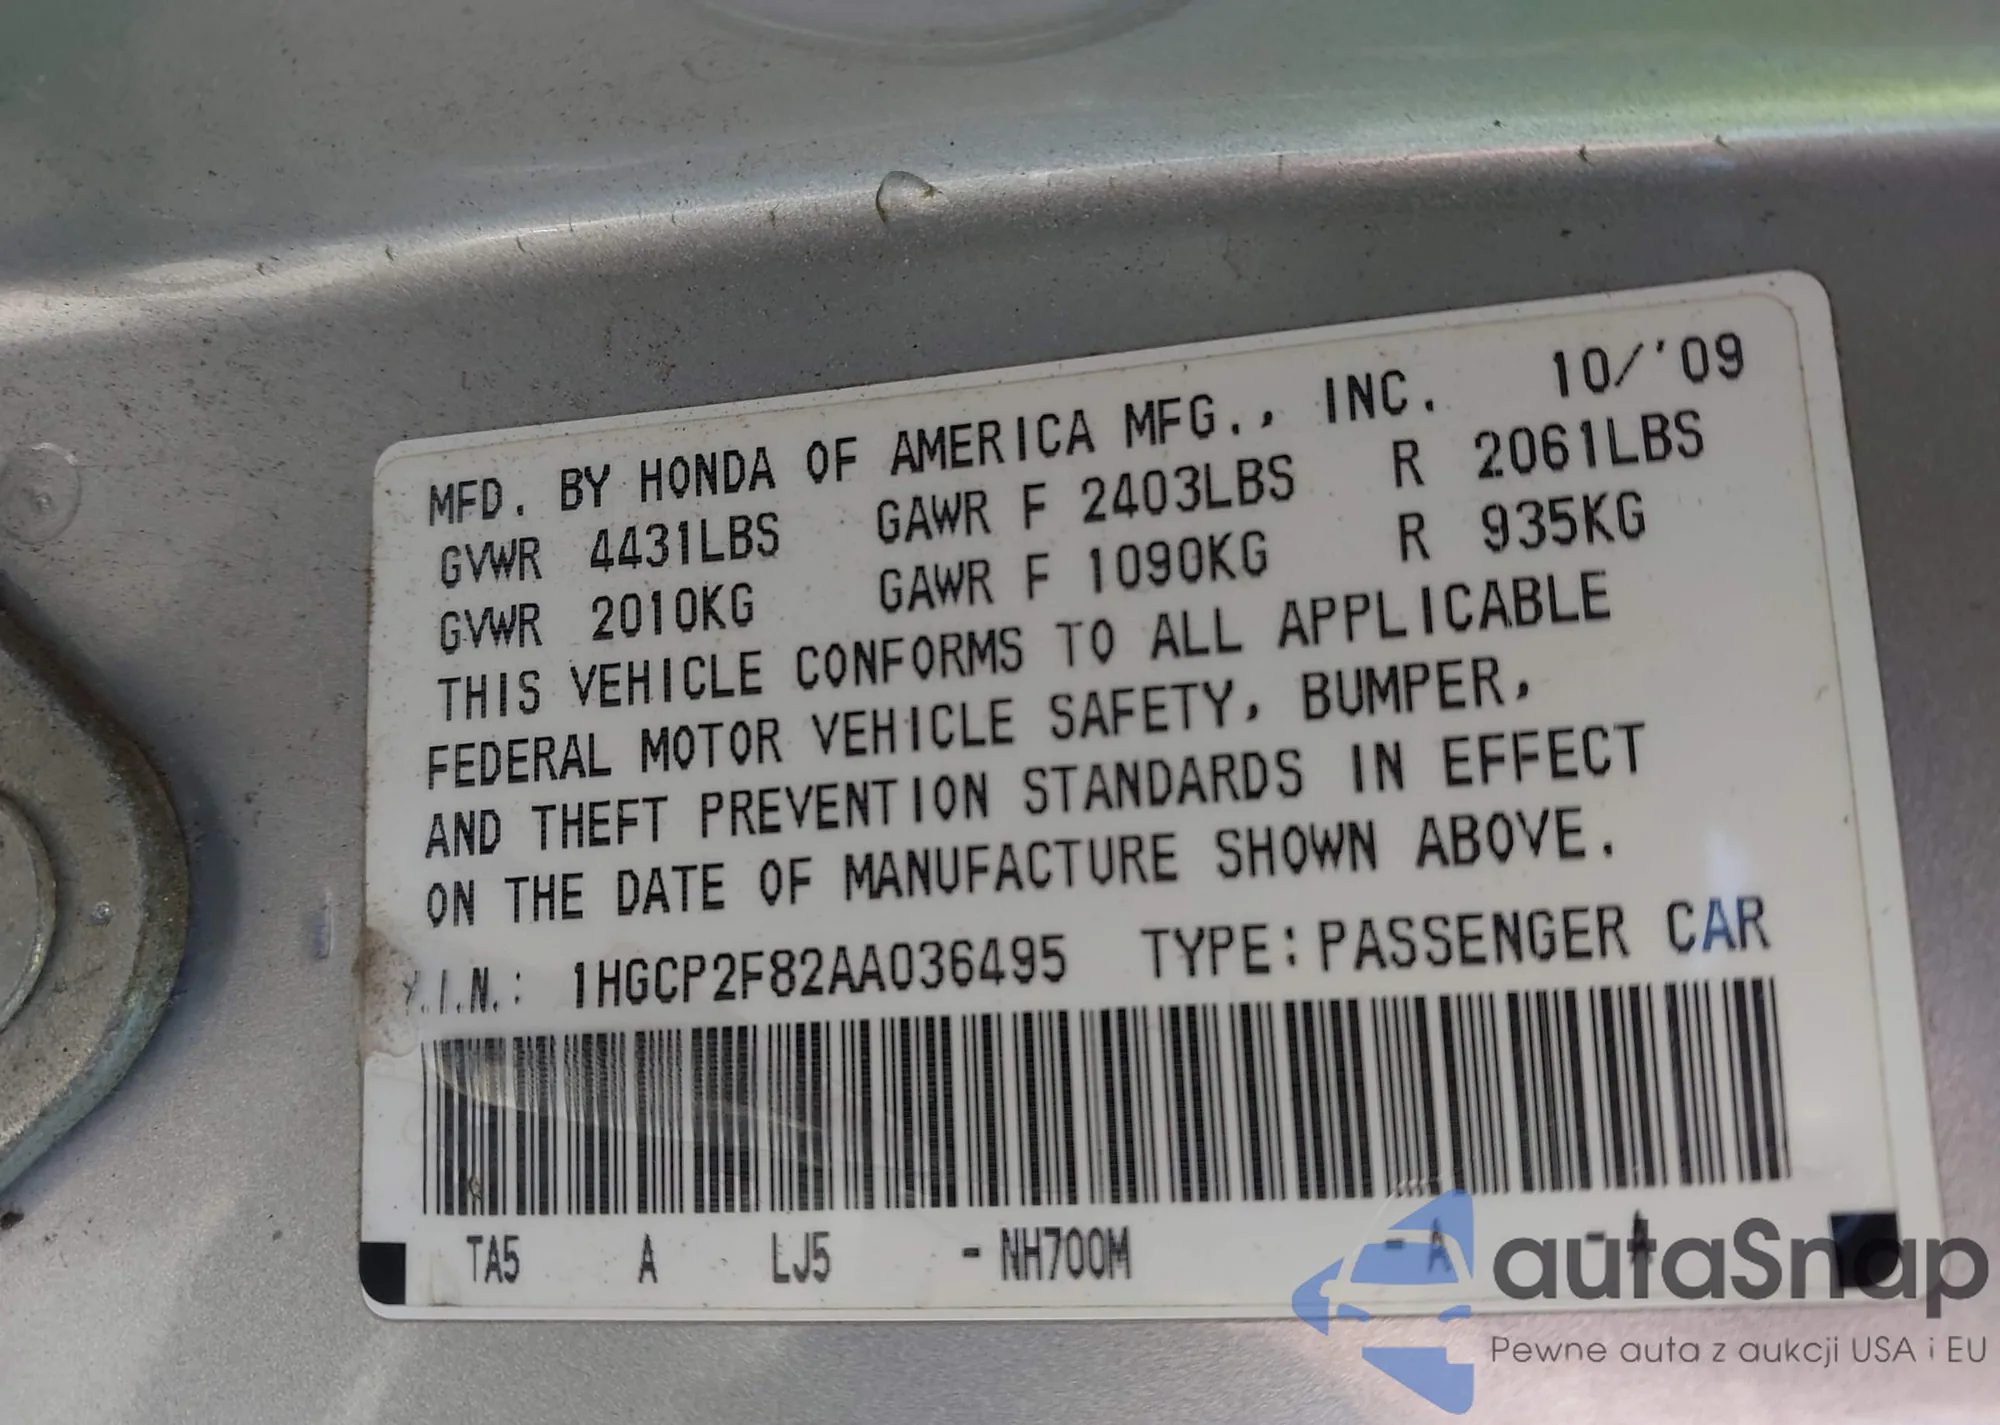 MFD. BY HONDA OF AMERICA MFG., INC. 10/'09
GVWR 4431LBS GAWR F 2403LBS R 2061LBS
GVWR 2010KG GAWR F 1090KG R 935KG
THIS VEHICLE CONFORMS TO ALL APPLICABLE
FEDERAL MOTOR VEHICLE SAFETY, BUMPER,
AND THEFT PREVENTION STANDARDS IN EFFECT
ON THE DATE OF MANUFACTURE SHOWN ABOVE.
V.I.N.: 1HGCP2F82AA036495 TYPE: PASSENGER CAR
TA5 A LJ5 - NH700M - A -
autaSnap
Pewne auta z aukcji USA i EU